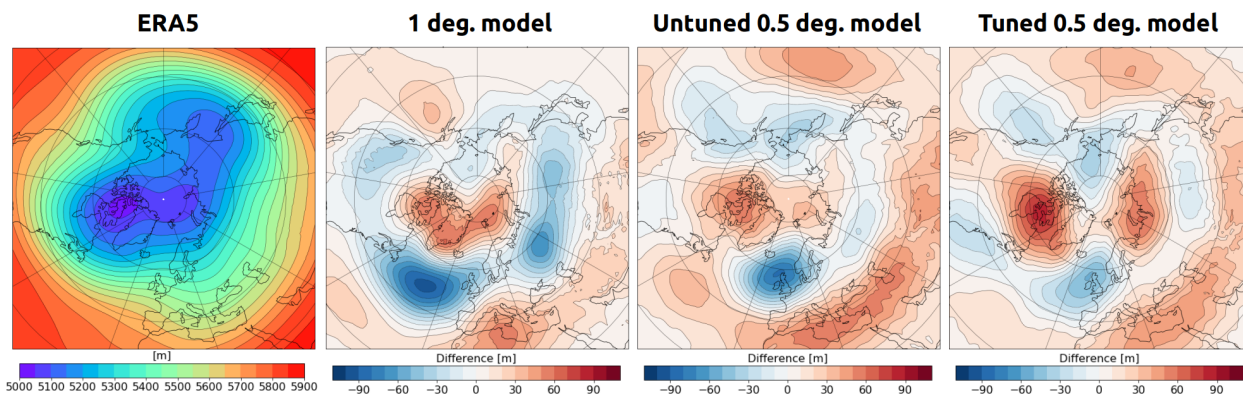 ERA5
1 deg. model
Untuned 0.5 deg. model
Tuned 0.5 deg. model
[m]
5000 5100 5200 5400 5600 5700 5800 5900
Difference [m]
−90 −60 −30 0 30 60 90
Difference [m]
−90 −60 −30 0 30 60 90
Difference [m]
−90 −60 −30 0 30 60 90